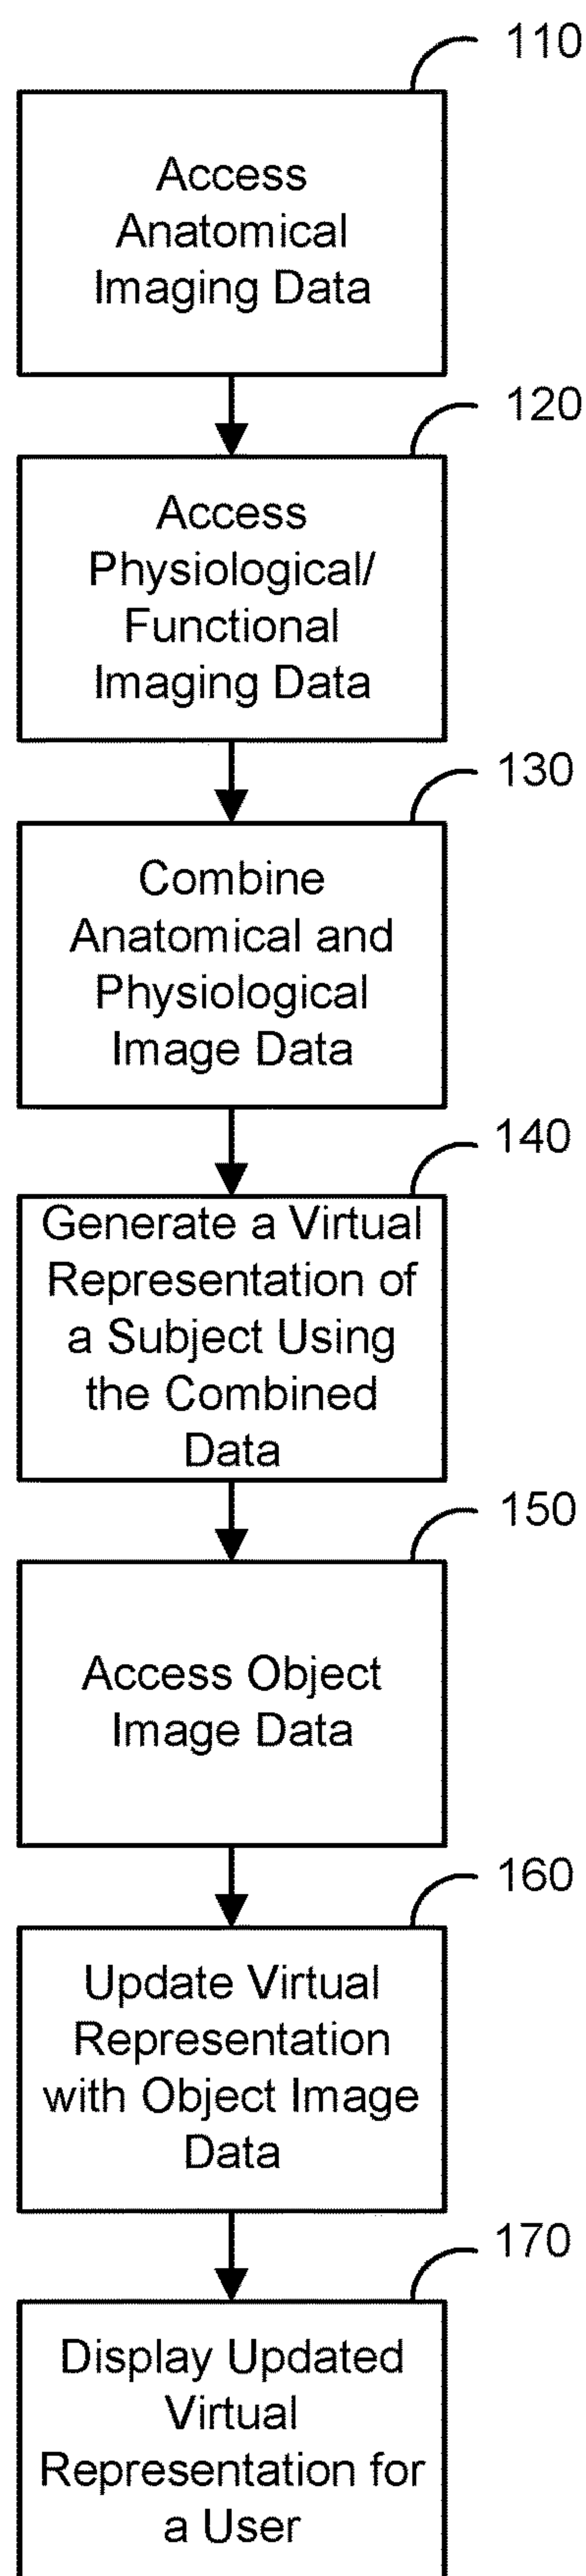 110
Access
Anatomical
Imaging Data
120
Access
Physiological/
Functional
Imaging Data
130
Combine
Anatomical and
Physiological
Image Data
140
Generate a Virtual
Representation of
a Subject Using
the Combined
Data
150
Access Object
Image Data
160
Update Virtual
Representation
with Object Image
Data
170
Display Updated
Virtual
Representation for
a User